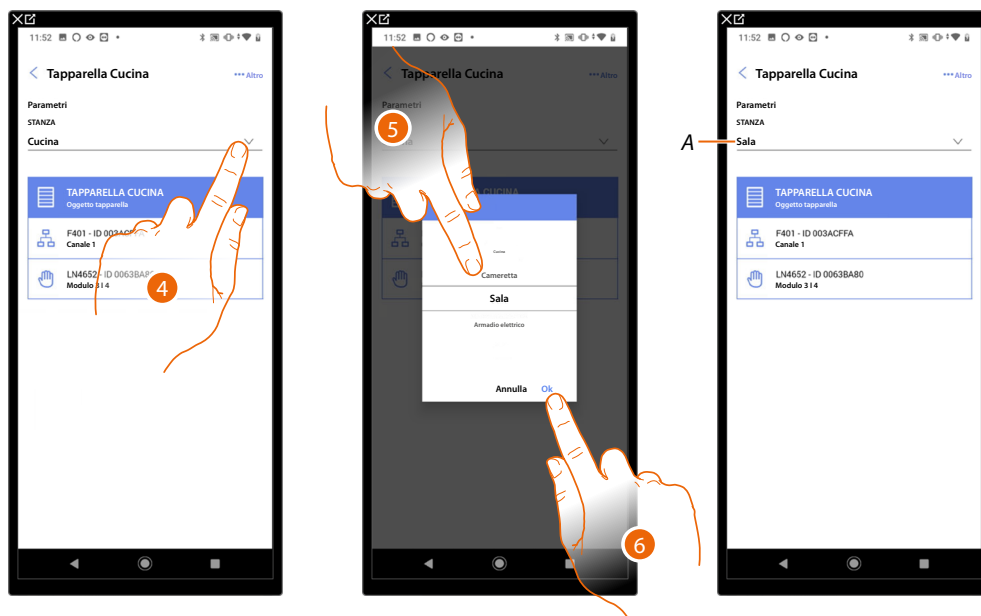 11:52
Tapparella Cucina
Altro
Parametri
STANZA
Cucina
TAPPARELLA CUCINA
Oggetto tapparella
F401 - ID 003ACFFA
Canale 1
LN4652 - ID 0063BA8
Modulo 3 I 4
4
11:52
Tapparella Cucina
Altro
Parametri
5
CUCINA
Cucina
Cameretta
Sala
Armadio elettrico
Annulla Ok
6
11:52
Tapparella Cucina
Altro
Parametri
STANZA
A
Sala
TAPPARELLA CUCINA
Oggetto tapparella
F401 - ID 003ACFFA
Canale 1
LN4652 - ID 0063BA80
Modulo 3 I 4